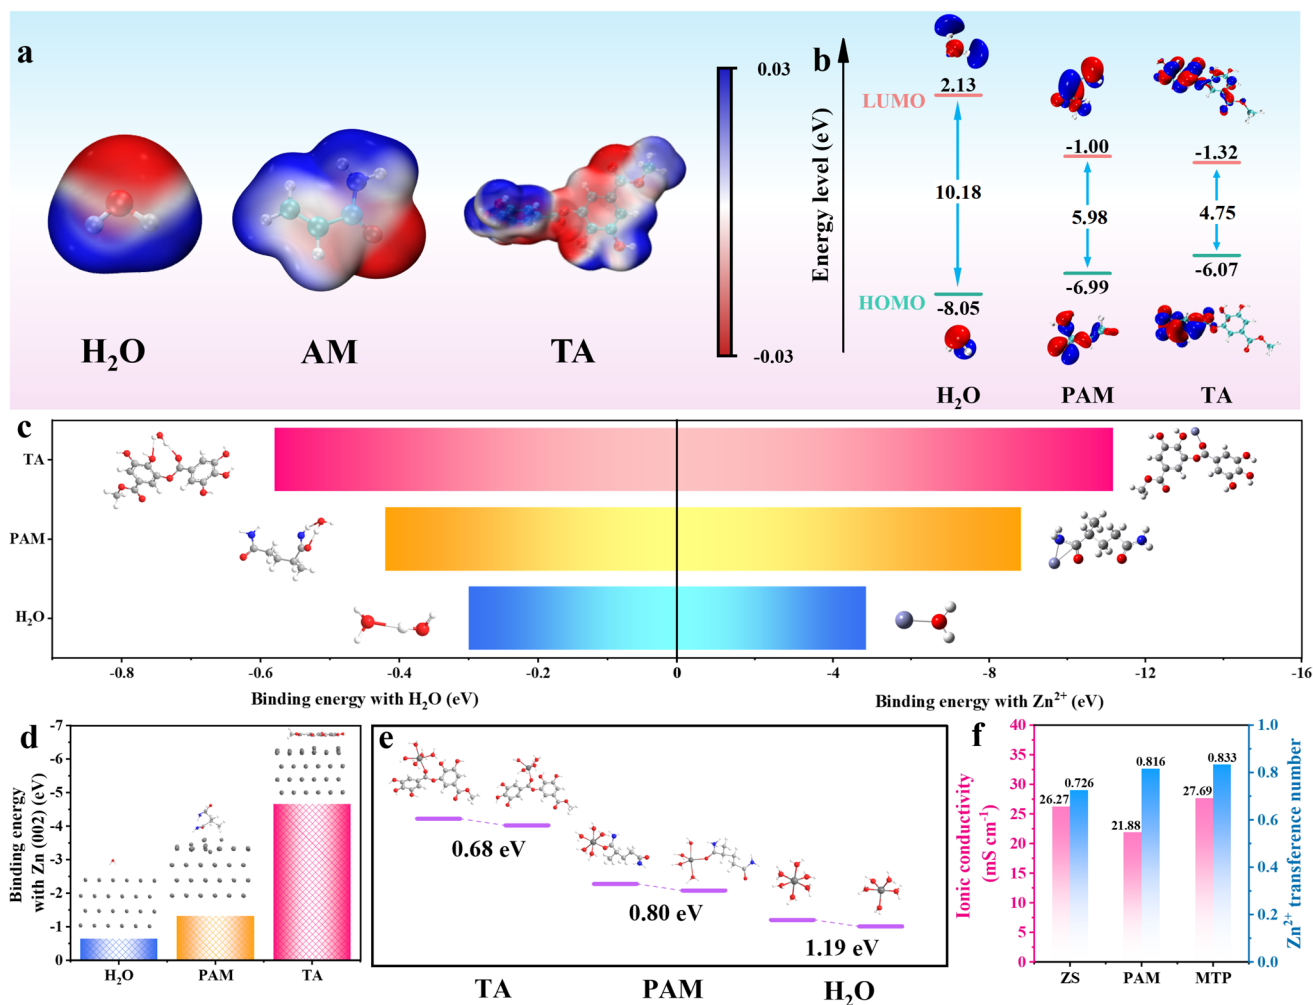 a
0.03
-0.03
H₂O
AM
TA
b
Energy level (eV)
LUMO
HOMO
2.13
10.18
-8.05
-1.00
5.98
-6.99
-1.32
4.75
-6.07
H₂O
PAM
TA
c
TA
PAM
H₂O
-0.8
-0.6
-0.4
-0.2
0
-4
-8
-12
-16
Binding energy with H₂O (eV)
Binding energy with Zn²⁺ (eV)
d
Binding energy
with Zn (002) (eV)
-7
-6
-5
-4
-3
-2
-1
0
H₂O
PAM
TA
e
0.68 eV
0.80 eV
1.19 eV
TA
PAM
H₂O
f
Ionic conductivity
(mS cm⁻¹)
40
35
30
25
20
15
10
5
0
26.27
0.726
21.88
0.816
27.69
0.833
ZS
PAM
MTP
1.0
0.8
0.6
0.4
0.2
0.0
Zn²⁺ transference number